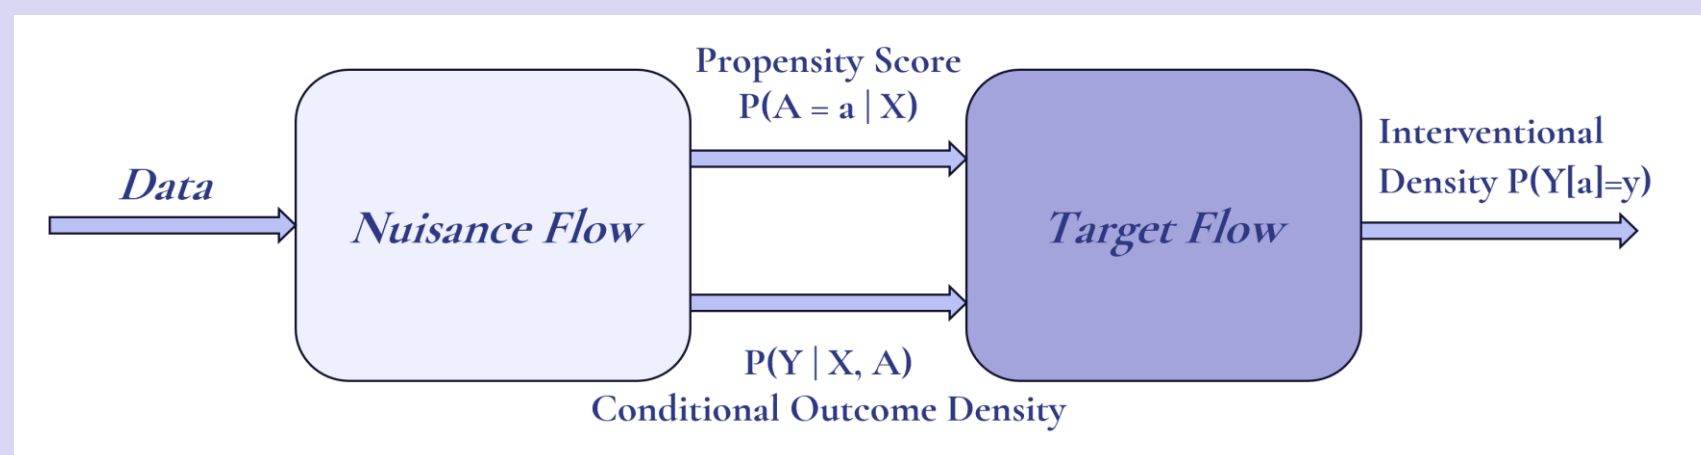 Data
Nuisance Flow
Propensity Score
P(A = a | X)
P(Y | X, A)
Conditional Outcome Density
Target Flow
Interventional
Density P(Y[a]=y)